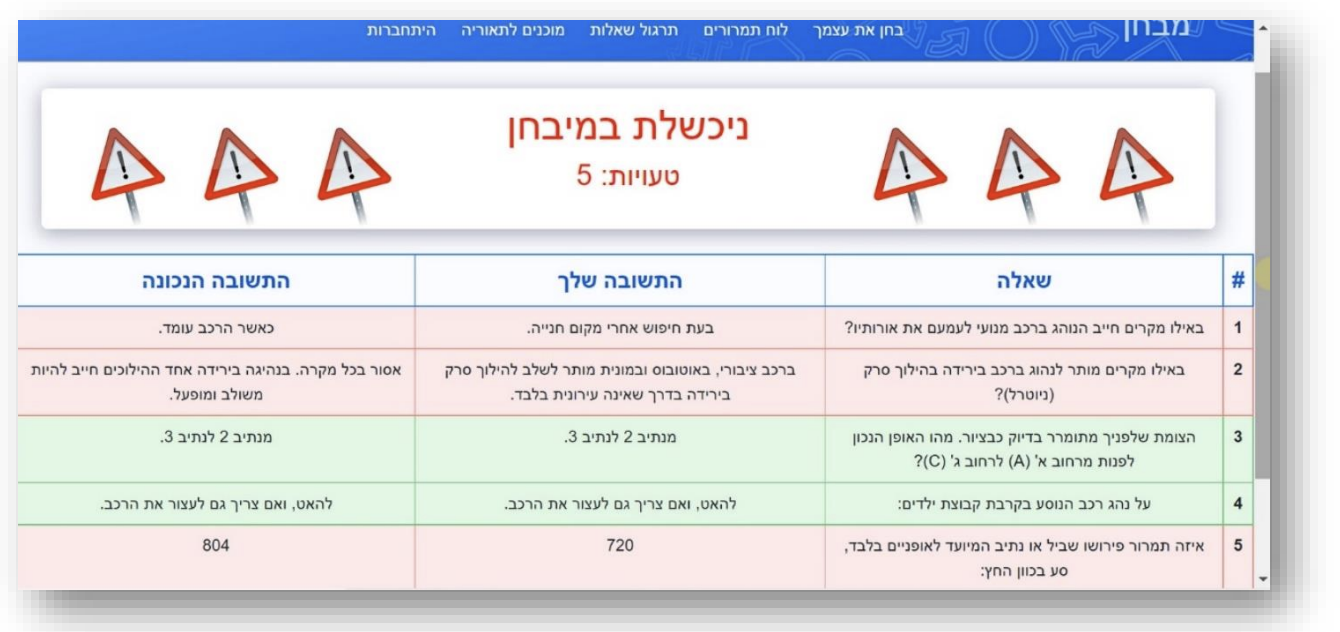 מבחן
בחן את עצמך לוח תמרורים תרגול שאלות מוכנים לתאוריה היתחברות
ניכשלת במיבחן
טעויות: 5
# שאלה התשובה שלך התשובה הנכונה
1 באילו מקרים חייב הנוהג ברכב מנועי לעמעם את אורותיו? בעת חיפוש אחרי מקום חנייה. כאשר הרכב עומד.
2 באילו מקרים מותר לנהוג ברכב בירידה בהילוך סרק ברכב ציבורי, באוטובוס ובמונית מותר לשלב להילוך סרק אסור בכל מקרה. בנהיגה בירידה אחד ההילוכים חייב להיות
(ניוטרל)? בירידה בדרך שאינה עירונית בלבד. משולב ומופעל.
3 הצומת שלפניך מתומרר בדיוק כבציור. מהו האופן הנכון מנתיב 2 לנתיב 3. מנתיב 2 לנתיב 3.
לפנות מרחוב א' (A) לרחוב ג' (C)?
4 על נהג רכב הנוסע בקרבת קבוצת ילדים: להאט, ואם צריך גם לעצור את הרכב. להאט, ואם צריך גם לעצור את הרכב.
5 איזה תמרור פירושו שביל או נתיב המיועד לאופניים בלבד, 720 804
סע בכוון החץ: